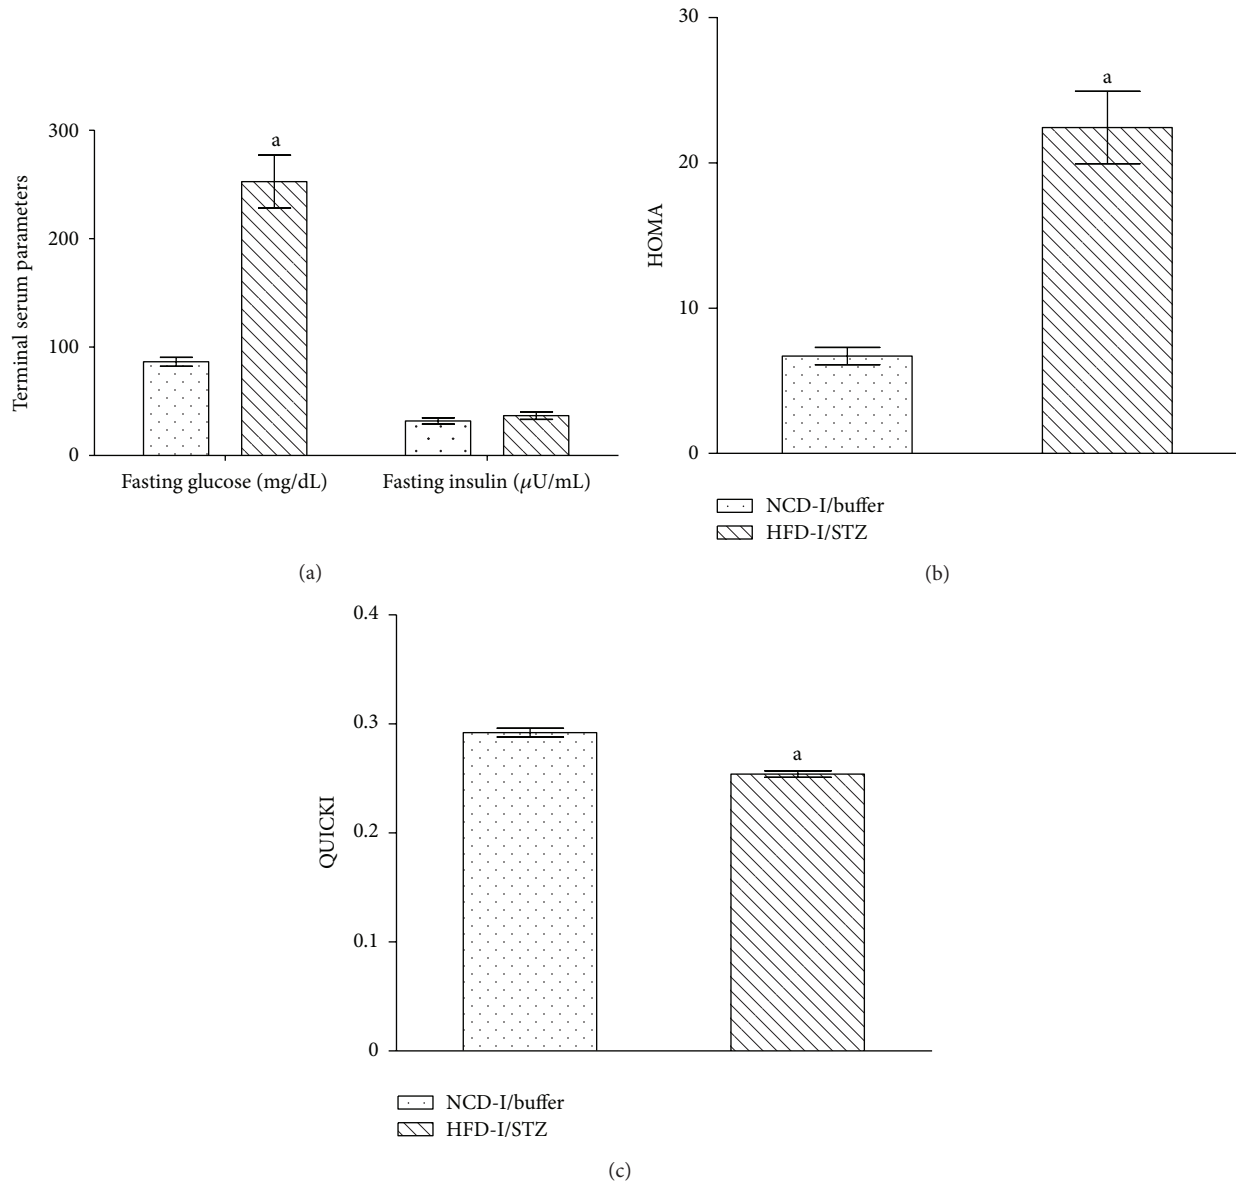 300
200
100
0
Terminal serum parameters
a
Fasting glucose (mg/dL)
Fasting insulin (μU/mL)
(a)
30
20
10
0
HOMA
a
NCD-I/buffer
HFD-I/STZ
(b)
0.4
0.3
0.2
0.1
0
QUICKI
a
NCD-I/buffer
HFD-I/STZ
(c)